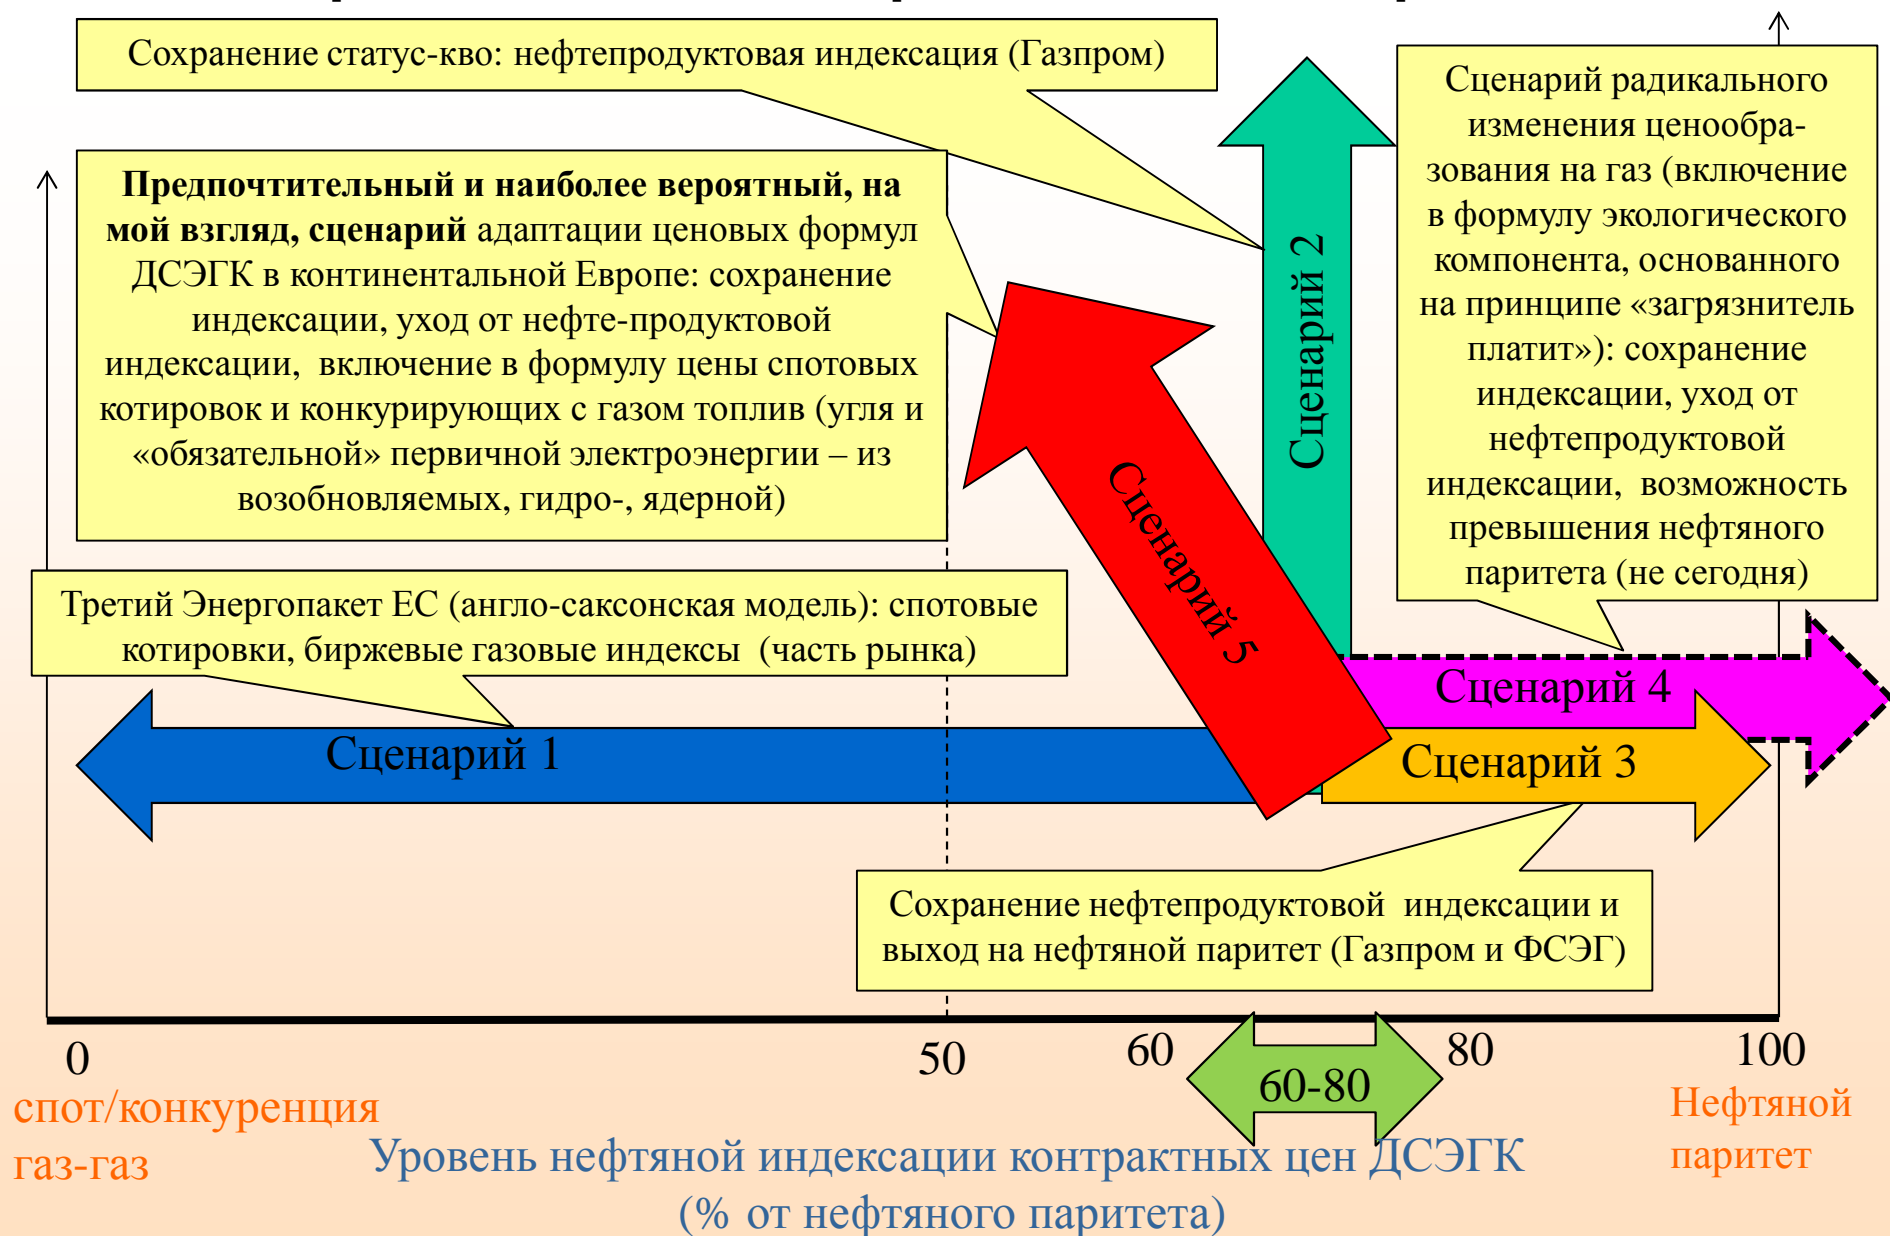 Сохранение статус-кво: нефтепродуктовая индексация (Газпром)
Предпочтительный и наиболее вероятный, на
мой взгляд, сценарий адаптации ценовых формул
ДСЭГК в континентальной Европе: сохранение
индексации, уход от нефте-продуктовой
индексации, включение в формулу цены спотовых
котировок и конкурирующих с газом топлив (угля и
«обязательной» первичной электроэнергии – из
возобновляемых, гидро-, ядерной)
Сценарий радикального
изменения ценообра-
зования на газ (включение
в формулу экологического
компонента, основанного
на принципе «загрязнитель
платит»): сохранение
индексации, уход от
нефтепродуктовой
индексации, возможность
превышения нефтяного
паритета (не сегодня)
Сценарий 2
Сценарий 5
Третий Энергопакет ЕС (англо-саксонская модель): спотовые
котировки, биржевые газовые индексы (часть рынка)
Сценарий 4
Сценарий 1
Сценарий 3
Сохранение нефтепродуктовой индексации и
выход на нефтяной паритет (Газпром и ФСЭГ)
0
50
60
80
100
60-80
спот/конкуренция
газ-газ
Нефтяной
паритет
Уровень нефтяной индексации контрактных цен ДСЭГК
(% от нефтяного паритета)